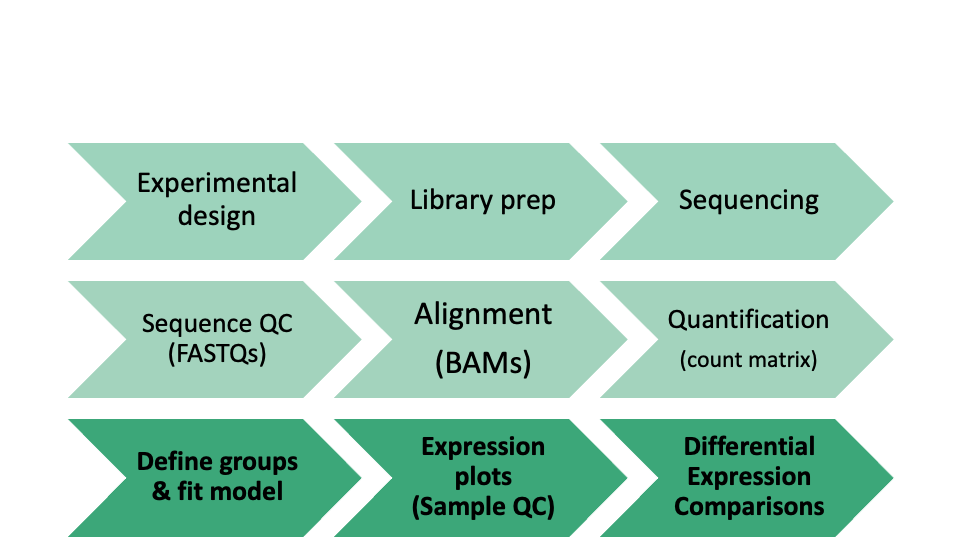 Experimental
design
Library prep
Sequencing
Sequence QC
(FASTQs)
Alignment
(BAMs)
Quantification
(count matrix)
Define groups
& fit model
Expression
plots
(Sample QC)
Differential
Expression
Comparisons